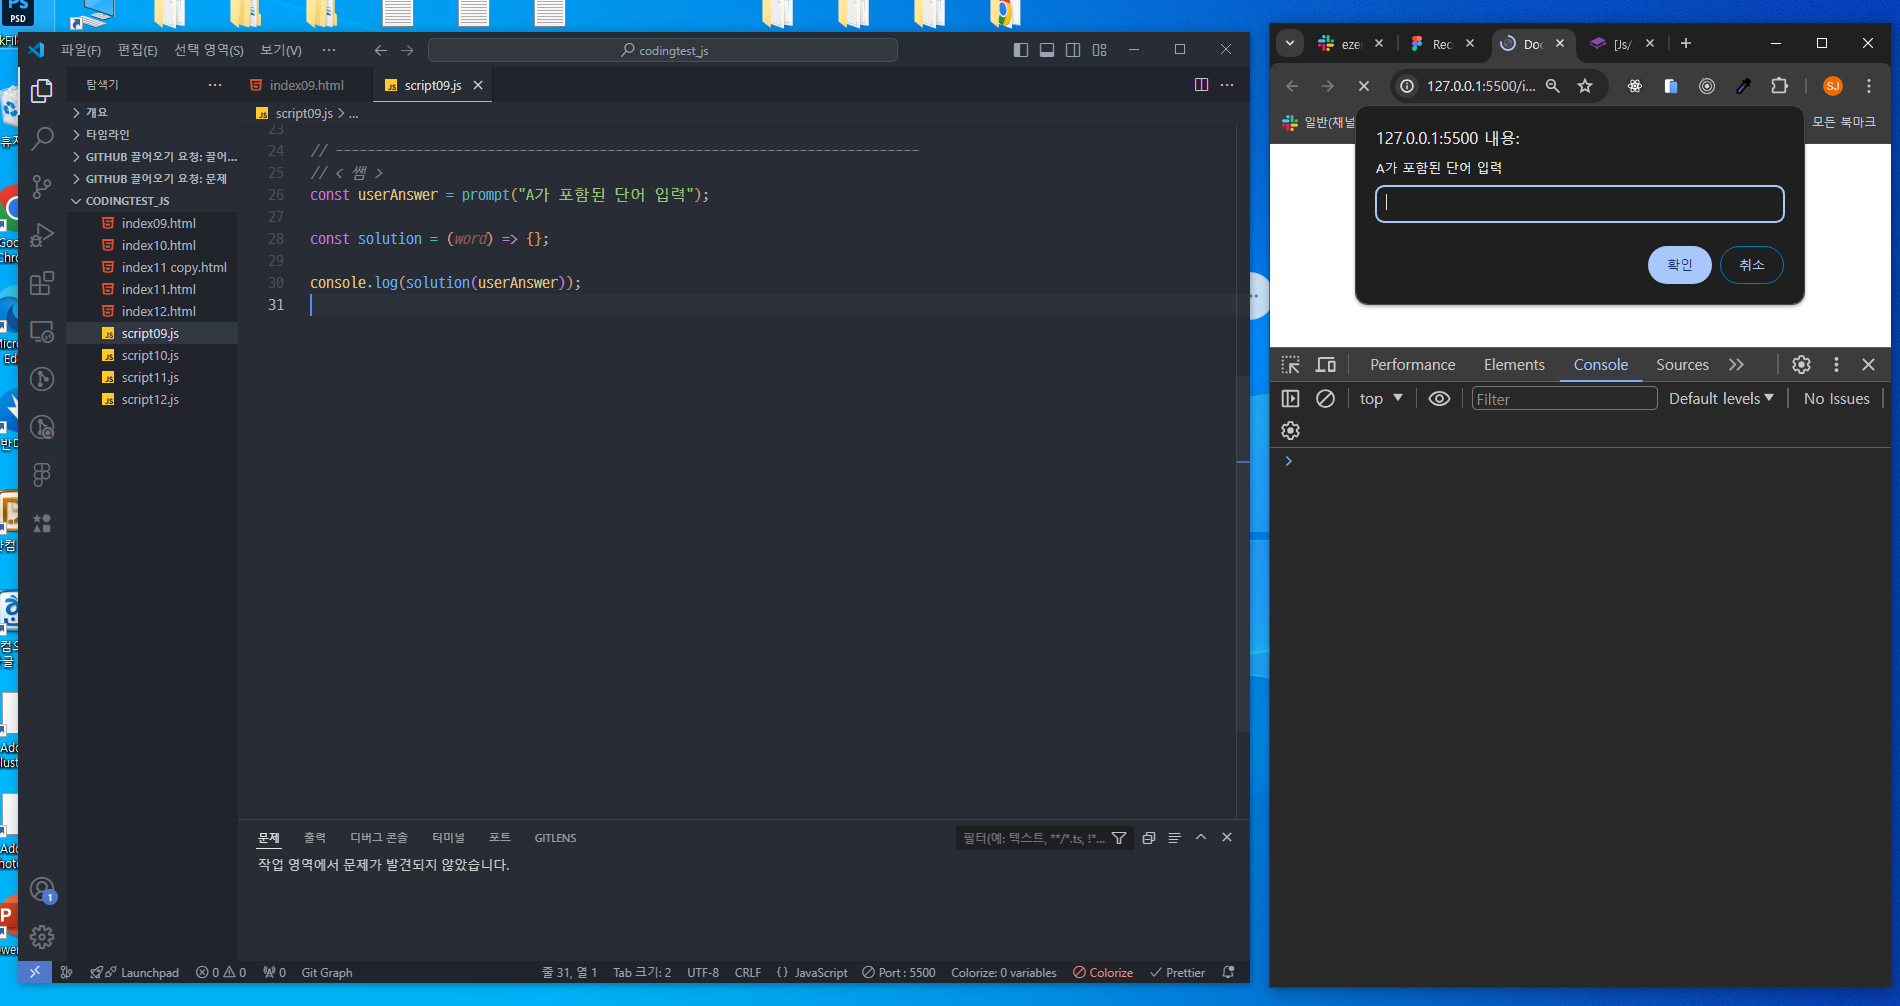 PS
PSD
파일(F) 편집(E) 선택 영역(S) 보기(V) ···
codingtest_js
탐색기 ···
개요
타임라인
GITHUB 끌어오기 요청: 끌어...
GITHUB 끌어오기 요청: 문제
CODINGTEST_JS
index09.html
index10.html
index11 copy.html
index11.html
index12.html
script09.js
script10.js
script11.js
script12.js
index09.html
script09.js
script09.js > ...
23
24 // -------------------------------------------------------------------------
25 // < 쌤 >
26 const userAnswer = prompt("A가 포함된 단어 입력");
27
28 const solution = (word) => {};
29
30 console.log(solution(userAnswer));
31
문제 출력 디버그 콘솔 터미널 포트 GITLENS
필터(예: 텍스트, **/*.ts, !*...
작업 영역에서 문제가 발견되지 않았습니다.
1
Launchpad 0 0 0 Git Graph
줄 31, 열 1 Tab 크기: 2 UTF-8 CRLF {} JavaScript Port : 5500 Colorize: 0 variables Colorize Prettier
Rec
Doc
[Js/
127.0.0.1:5500/i...
SJ
일반(채널
모든 북마크
127.0.0.1:5500 내용:
A가 포함된 단어 입력
확인
취소
Performance Elements Console Sources
top
Filter
Default levels
No Issues